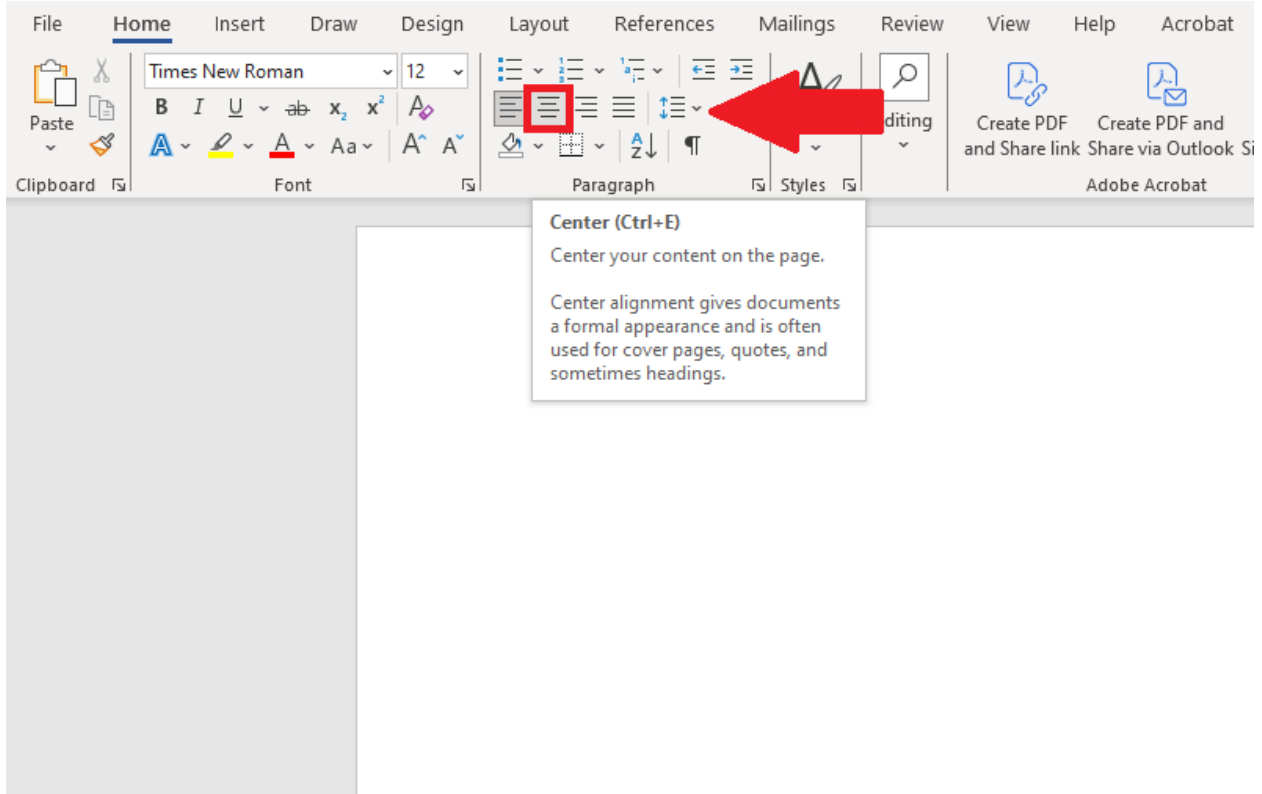 File Home Insert Draw Design Layout References Mailings Review View Help Acrobat
Times New Roman 12
B I U ab x₂ x² A
Paste
A A Aa A A
A Z ¶
diting
Create PDF and Share link
Create PDF and Share via Outlook
Clipboard Font Paragraph Styles Adobe Acrobat
Center (Ctrl+E)
Center your content on the page.
Center alignment gives documents
a formal appearance and is often
used for cover pages, quotes, and
sometimes headings.